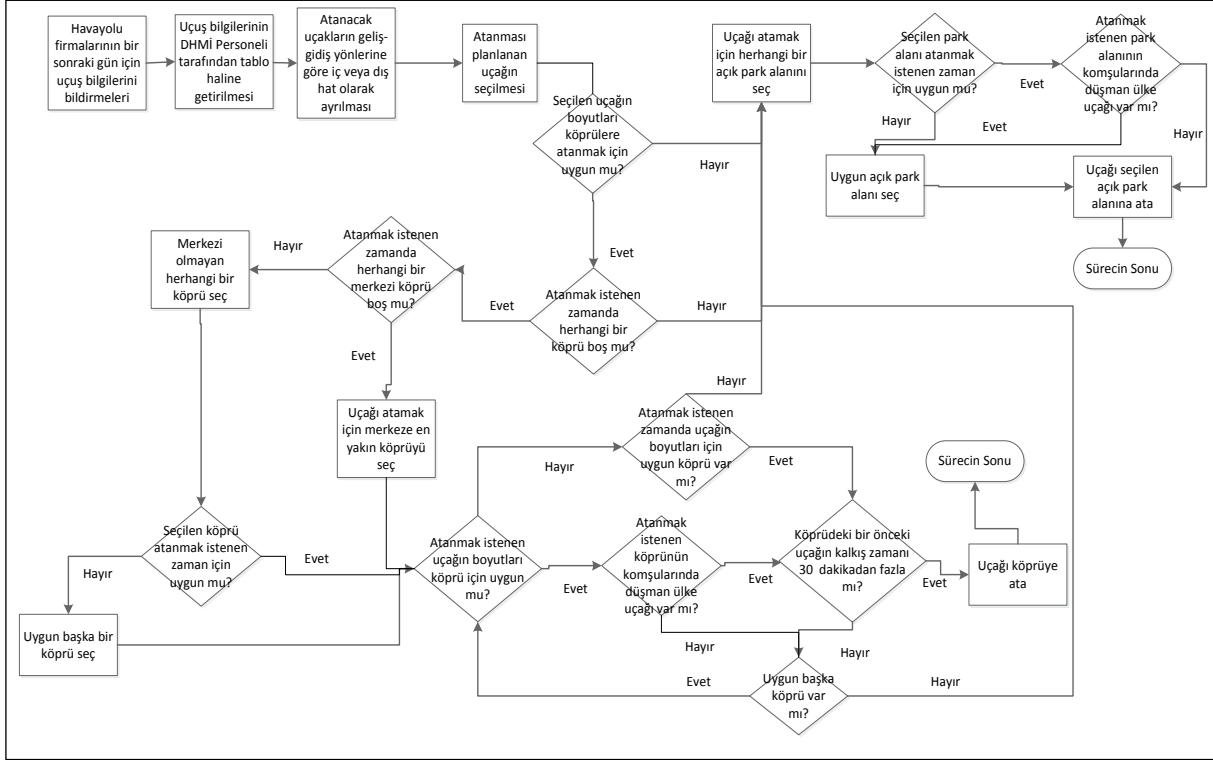 Havayolu
firmalarının bir
sonraki gün için
uçuş bilgilerini
bildirmeleri
Uçuş bilgilerinin
DHMİ Personeli
tarafından tablo
haline
getirilmesi
Atanacak
uçakların geliş-
gidiş yönlerine
göre iç veya dış
hat olarak
ayrılması
Atanması
planlanan
uçağın
seçilmesi
Seçilen uçağın
boyutları
köprülere
atanmak için
uygun mu?
Hayır
Evet
Uçağı atamak
için herhangi bir
açık park alanını
seç
Seçilen park
alanı atanmak
istenen zaman
için uygun mu?
Evet
Hayır
Atanmak
istenen park
alanının
komşularında
düşman ülke
uçağı var mı?
Evet
Hayır
Uygun açık park
alanı seç
Uçağı seçilen
açık park
alanına ata
Sürecin Sonu
Atanmak istenen
zamanda
herhangi bir
köprü boş mu?
Hayır
Evet
Atanmak istenen
zamanda
herhangi bir
merkezi köprü
boş mu?
Hayır
Evet
Merkezi
olmayan
herhangi bir
köprü seç
Uçağı atamak
için merkeze en
yakın köprüyü
seç
Seçilen köprü
atanmak istenen
zaman için
uygun mu?
Evet
Hayır
Uygun başka bir
köprü seç
Atanmak istenen
uçağın boyutları
köprü için uygun
mu?
Hayır
Evet
Atanmak istenen
zamanda uçağın
boyutları için
uygun köprü var
mı?
Hayır
Evet
Atanmak
istenen
köprünün
komşularında
düşman ülke
uçağı var mı?
Evet
Hayır
Köprüdeki bir önceki
uçağın kalkış zamanı
30 dakikadan fazla
mı?
Evet
Hayır
Uçağı köprüye
ata
Sürecin Sonu
Uygun başka
köprü var
mı?
Evet
Hayır